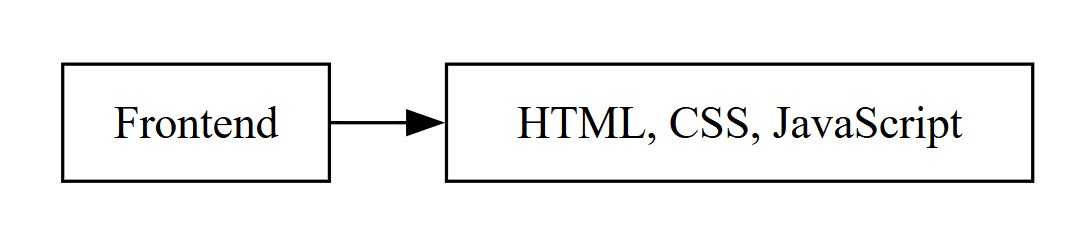 Frontend
HTML, CSS, JavaScript